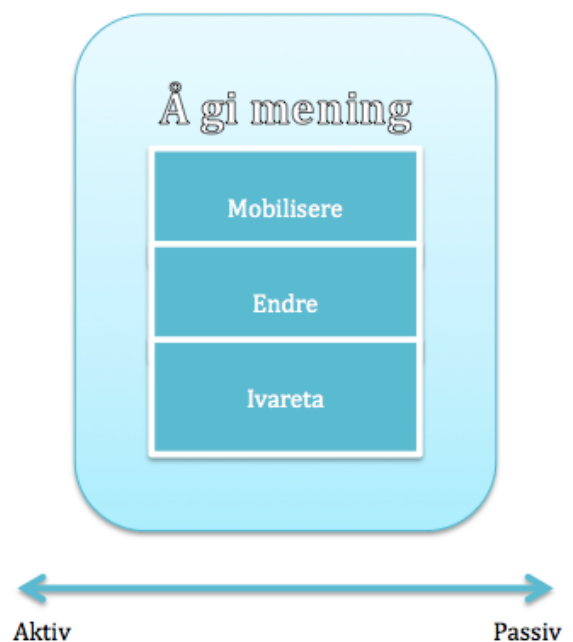 Å gi mening
Mobilisere
Endre
Ivareta
Aktiv Passiv